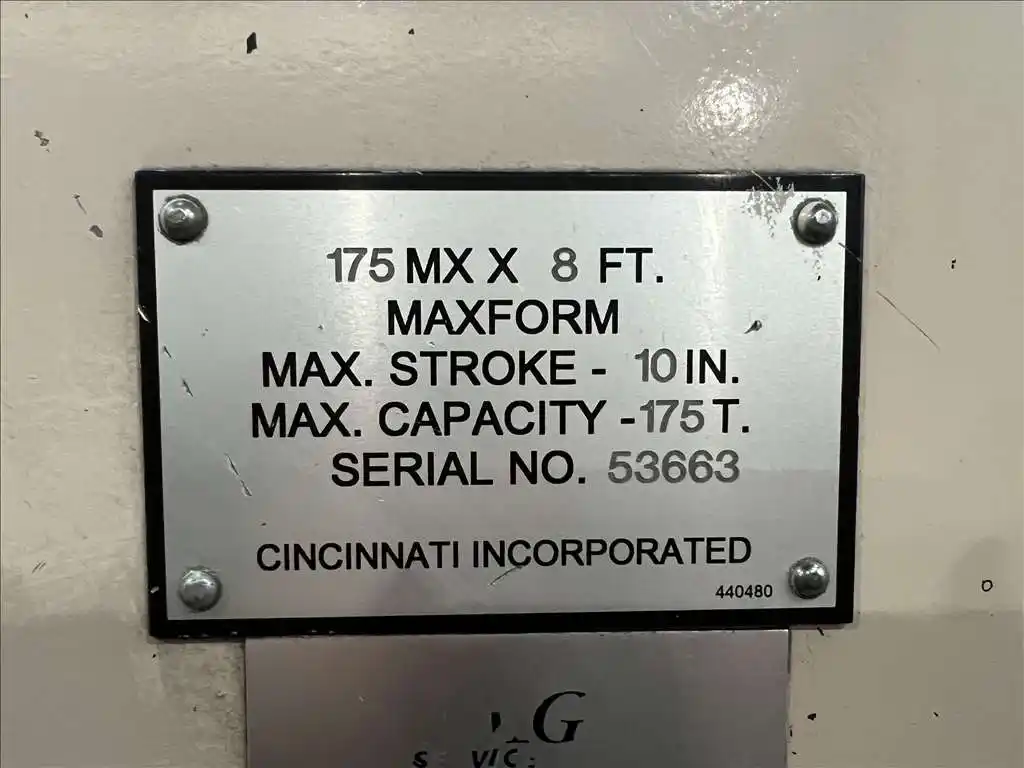 175 MX X 8 FT.
MAXFORM
MAX. STROKE - 10 IN.
MAX. CAPACITY - 175 T.
SERIAL NO. 53663
CINCINNATI INCORPORATED
440480